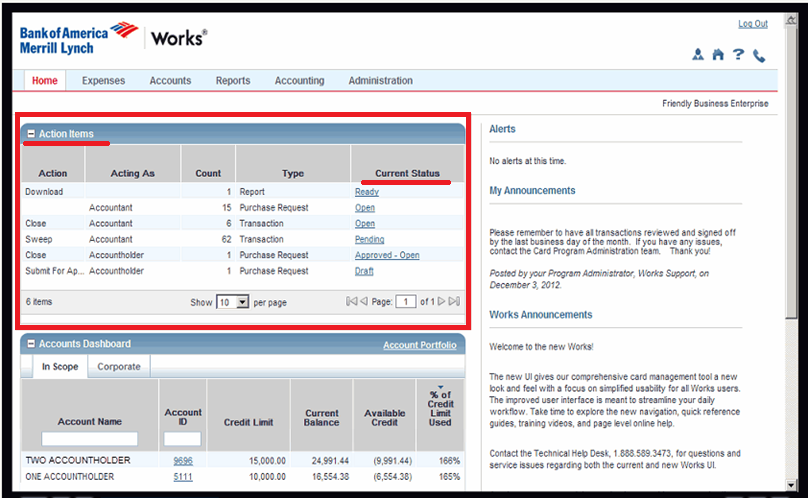 Log Out
Bank of America
Merrill Lynch
Works®
Home Expenses Accounts Reports Accounting Administration
Friendly Business Enterprise
Action Items
Action Acting As Count Type Current Status
Download 1 Report Ready
Accountant 15 Purchase Request Open
Close Accountant 6 Transaction Open
Sweep Accountant 62 Transaction Pending
Close Accountholder 1 Purchase Request Approved - Open
Submit For Ap... Accountholder 1 Purchase Request Draft
6 items Show 10 per page Page: 1 of 1
Accounts Dashboard Account Portfolio
In Scope Corporate
Account Name Account ID Credit Limit Current Balance Available Credit % of Credit Limit Used
TWO ACCOUNTHOLDER 9696 15,000.00 24,991.44 (9,991.44) 166%
ONE ACCOUNTHOLDER 5111 10,000.00 16,554.38 (6,554.38) 165%
Alerts
No alerts at this time.
My Announcements
Please remember to have all transactions reviewed and signed off
by the last business day of the month. If you have any issues,
contact the Card Program Administration team. Thank you!
Posted by your Program Administrator, Works Support, on
December 3, 2012.
Works Announcements
Welcome to the new Works!
The new UI gives our comprehensive card management tool a new
look and feel with a focus on simplified usability for all Works users.
The improved user interface is meant to streamline your daily
workflow. Take time to explore the new navigation, quick reference
guides, training videos, and page level online help.
Contact the Technical Help Desk, 1.888.589.3473, for questions and
service issues regarding both the current and new Works UI.